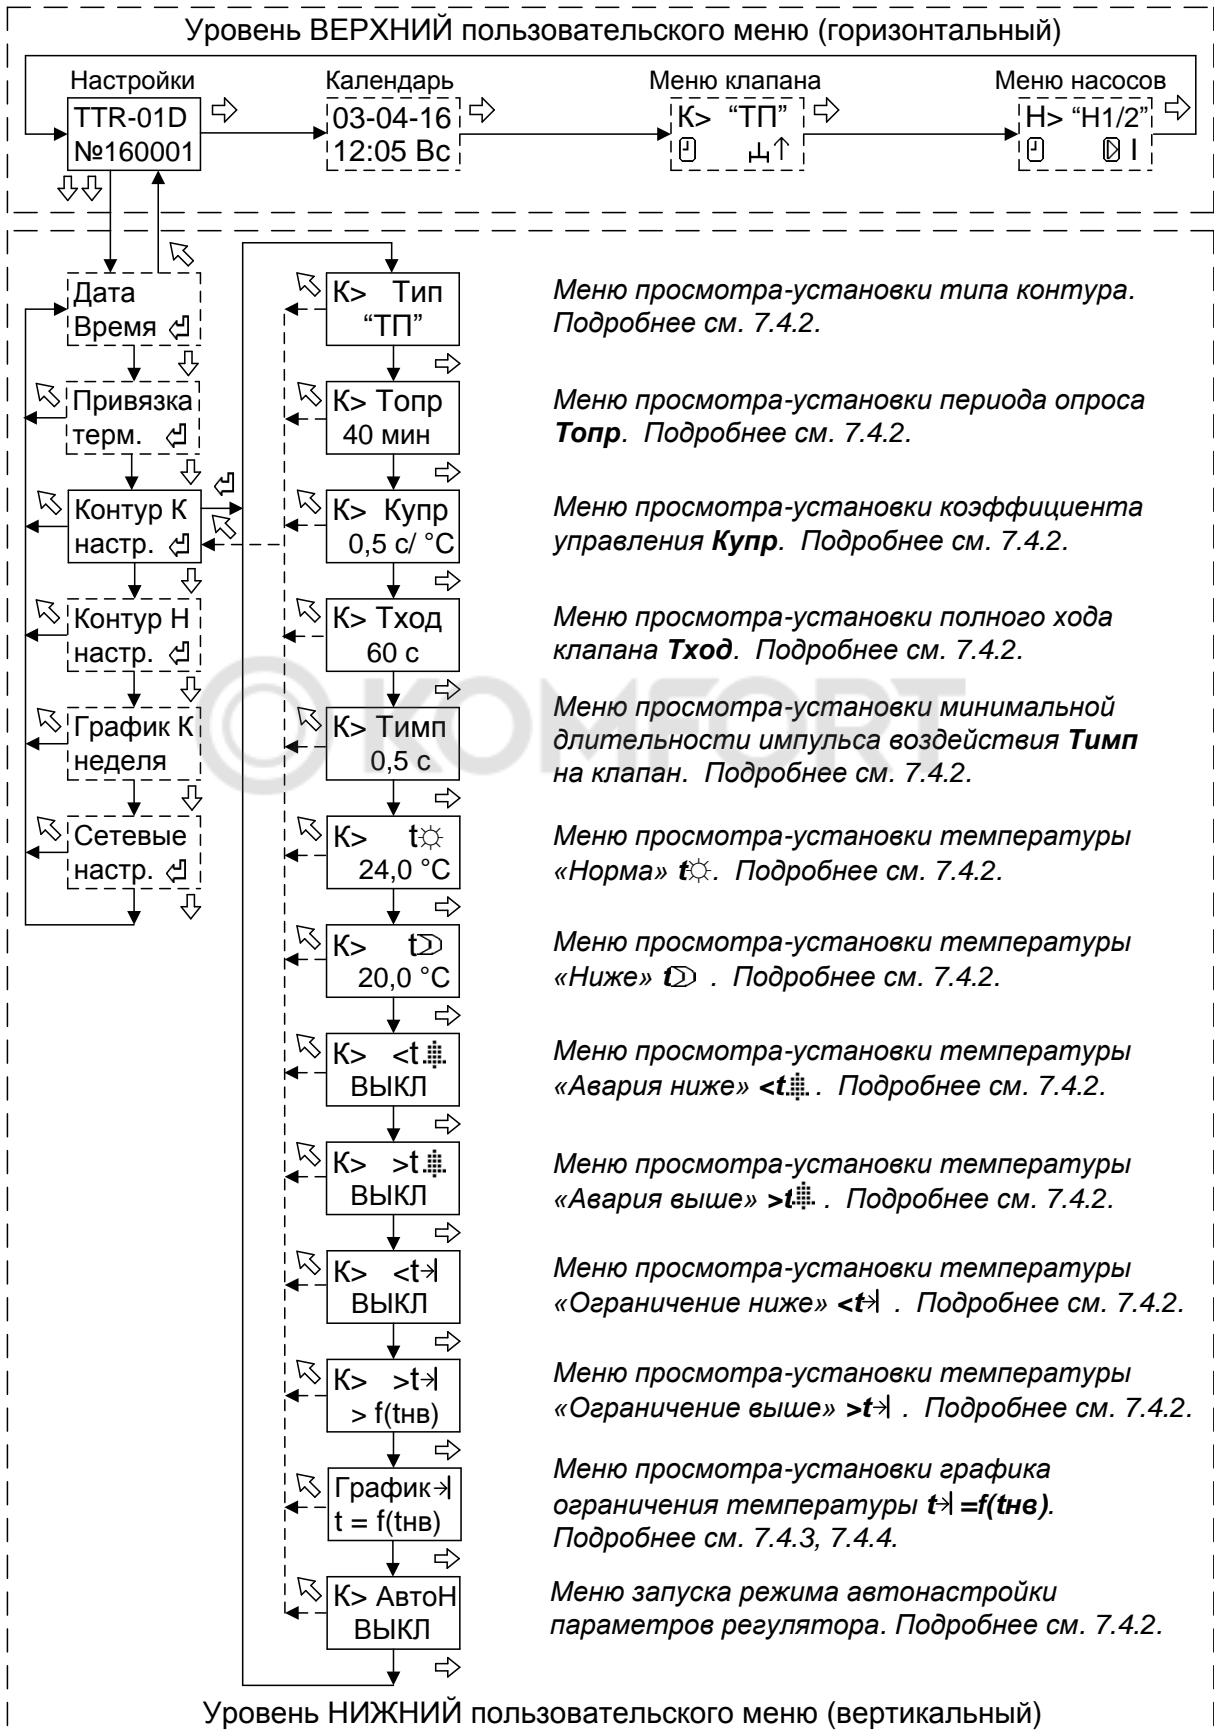 Уровень ВЕРХНИЙ пользовательского меню (горизонтальный)
Настройки
TTR-01D
№160001
Календарь
03-04-16
12:05 Вс
Меню клапана
К> “ТП”
Меню насосов
Н> “Н1/2”
I
Дата
Время
Привязка
терм.
Контур К
настр.
Контур Н
настр.
График К
неделя
Сетевые
настр.
К> Тип
“ТП”
Меню просмотра-установки типа контура.
Подробнее см. 7.4.2.
К> Топр
40 мин
Меню просмотра-установки периода опроса
Топр. Подробнее см. 7.4.2.
К> Купр
0,5 с/ °С
Меню просмотра-установки коэффициента
управления Купр. Подробнее см. 7.4.2.
К> Тход
60 с
Меню просмотра-установки полного хода
клапана Тход. Подробнее см. 7.4.2.
KOMFORT
К> Тимп
0,5 с
Меню просмотра-установки минимальной
длительности импульса воздействия Тимп
на клапан. Подробнее см. 7.4.2.
К> t☼
24,0 °С
Меню просмотра-установки температуры
«Норма» t☼. Подробнее см. 7.4.2.
К> t
20,0 °С
Меню просмотра-установки температуры
«Ниже» t . Подробнее см. 7.4.2.
К> <t
ВЫКЛ
Меню просмотра-установки температуры
«Авария ниже» <t . Подробнее см. 7.4.2.
К> >t
ВЫКЛ
Меню просмотра-установки температуры
«Авария выше» >t . Подробнее см. 7.4.2.
К> <t→|
ВЫКЛ
Меню просмотра-установки температуры
«Ограничение ниже» <t→| . Подробнее см. 7.4.2.
К> >t→|
> f(tнв)
Меню просмотра-установки температуры
«Ограничение выше» >t→| . Подробнее см. 7.4.2.
График→|
t = f(tнв)
Меню просмотра-установки графика
ограничения температуры t→| =f(tнв).
Подробнее см. 7.4.3, 7.4.4.
К> АвтоН
ВЫКЛ
Меню запуска режима автонастройки
параметров регулятора. Подробнее см. 7.4.2.
Уровень НИЖНИЙ пользовательского меню (вертикальный)